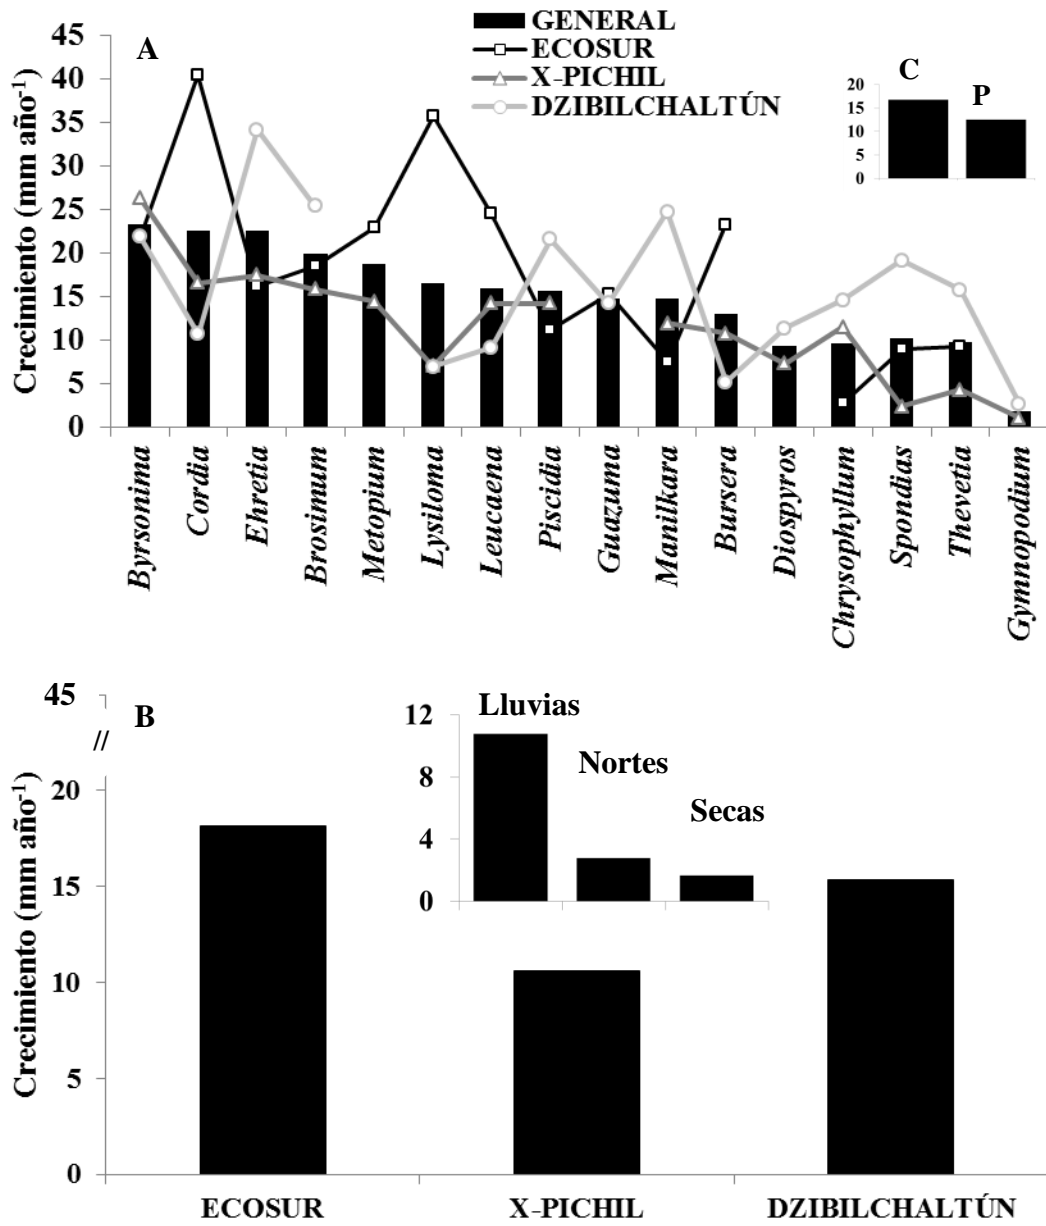 GENERAL
ECOSUR
X-PICHIL
DZIBILCHALTÚN
A
45
40
35
30
25
20
15
10
5
0
Crecimiento (mm año-1)
C
P
20
15
10
5
0
Byrsonima
Cordia
Ehretia
Brosimum
Metopium
Lysiloma
Leucaena
Piscidia
Guazuma
Manilkara
Bursera
Diospyros
Chrysophyllum
Spondias
Thevetia
Gymnopodium
B
45
//
20
15
10
5
0
Crecimiento (mm año-1)
12
8
4
0
Lluvias
Nortes
Secas
ECOSUR
X-PICHIL
DZIBILCHALTÚN